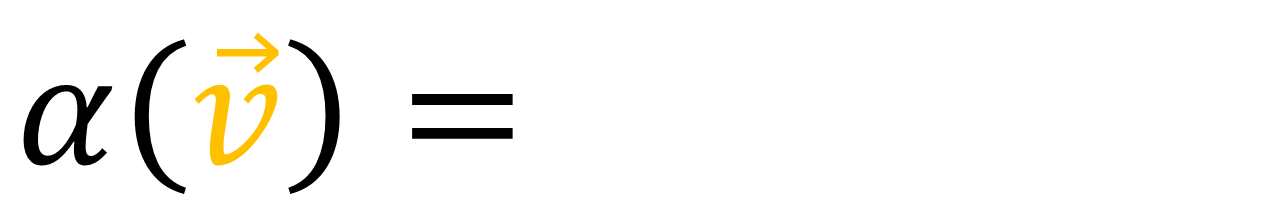 α(v⃗) =